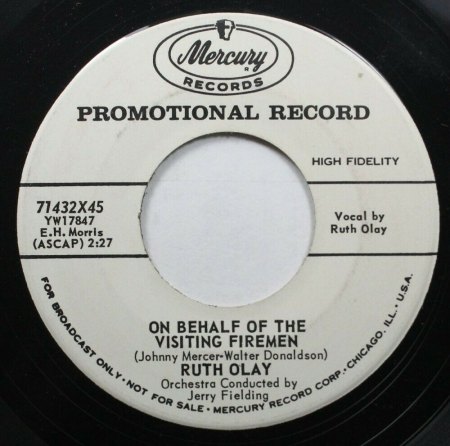 Mercury
R
RECORDS
PROMOTIONAL RECORD
HIGH FIDELITY
71432X45
YW17847
E.H. Morris
(ASCAP) 2:27
Vocal by
Ruth Olay
ON BEHALF OF THE
VISITING FIREMEN
(Johnny Mercer-Walter Donaldson)
RUTH OLAY
Orchestra Conducted by
Jerry Fielding
FOR BROADCAST ONLY • NOT FOR SALE • MERCURY RECORD CORP. • CHICAGO, ILL. • U.S.A.